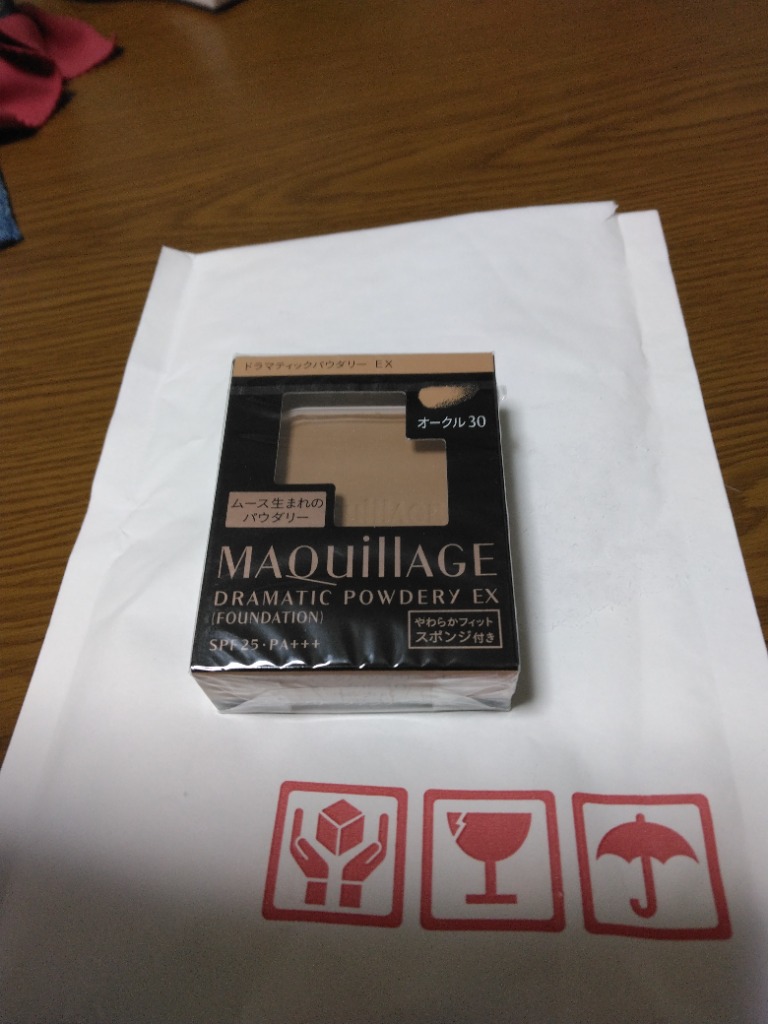 ドラマティックパウダリー EX
オークル30
ムース生まれの
パウダリー
MAQuillAGE
DRAMATIC POWDERY EX
(FOUNDATION)
やわらかフィット
スポンジ付き
SPF25・PA+++